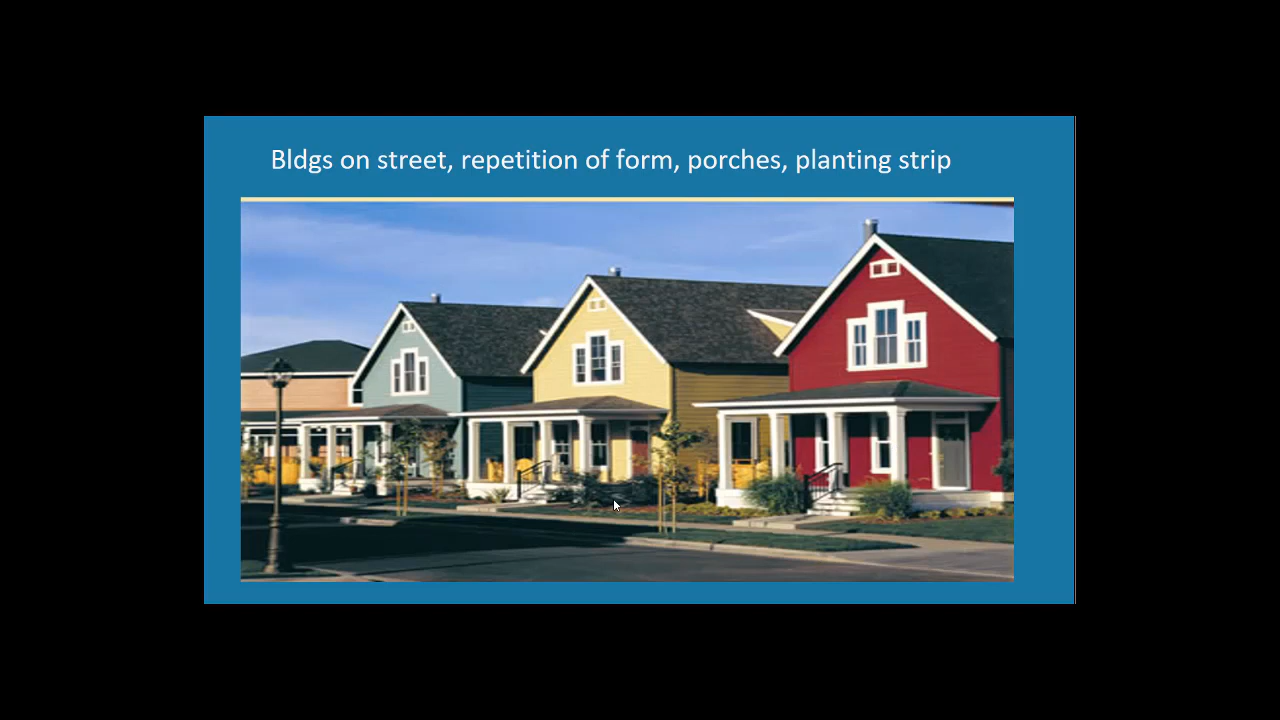 Bldgs on street, repetition of form, porches, planting strip